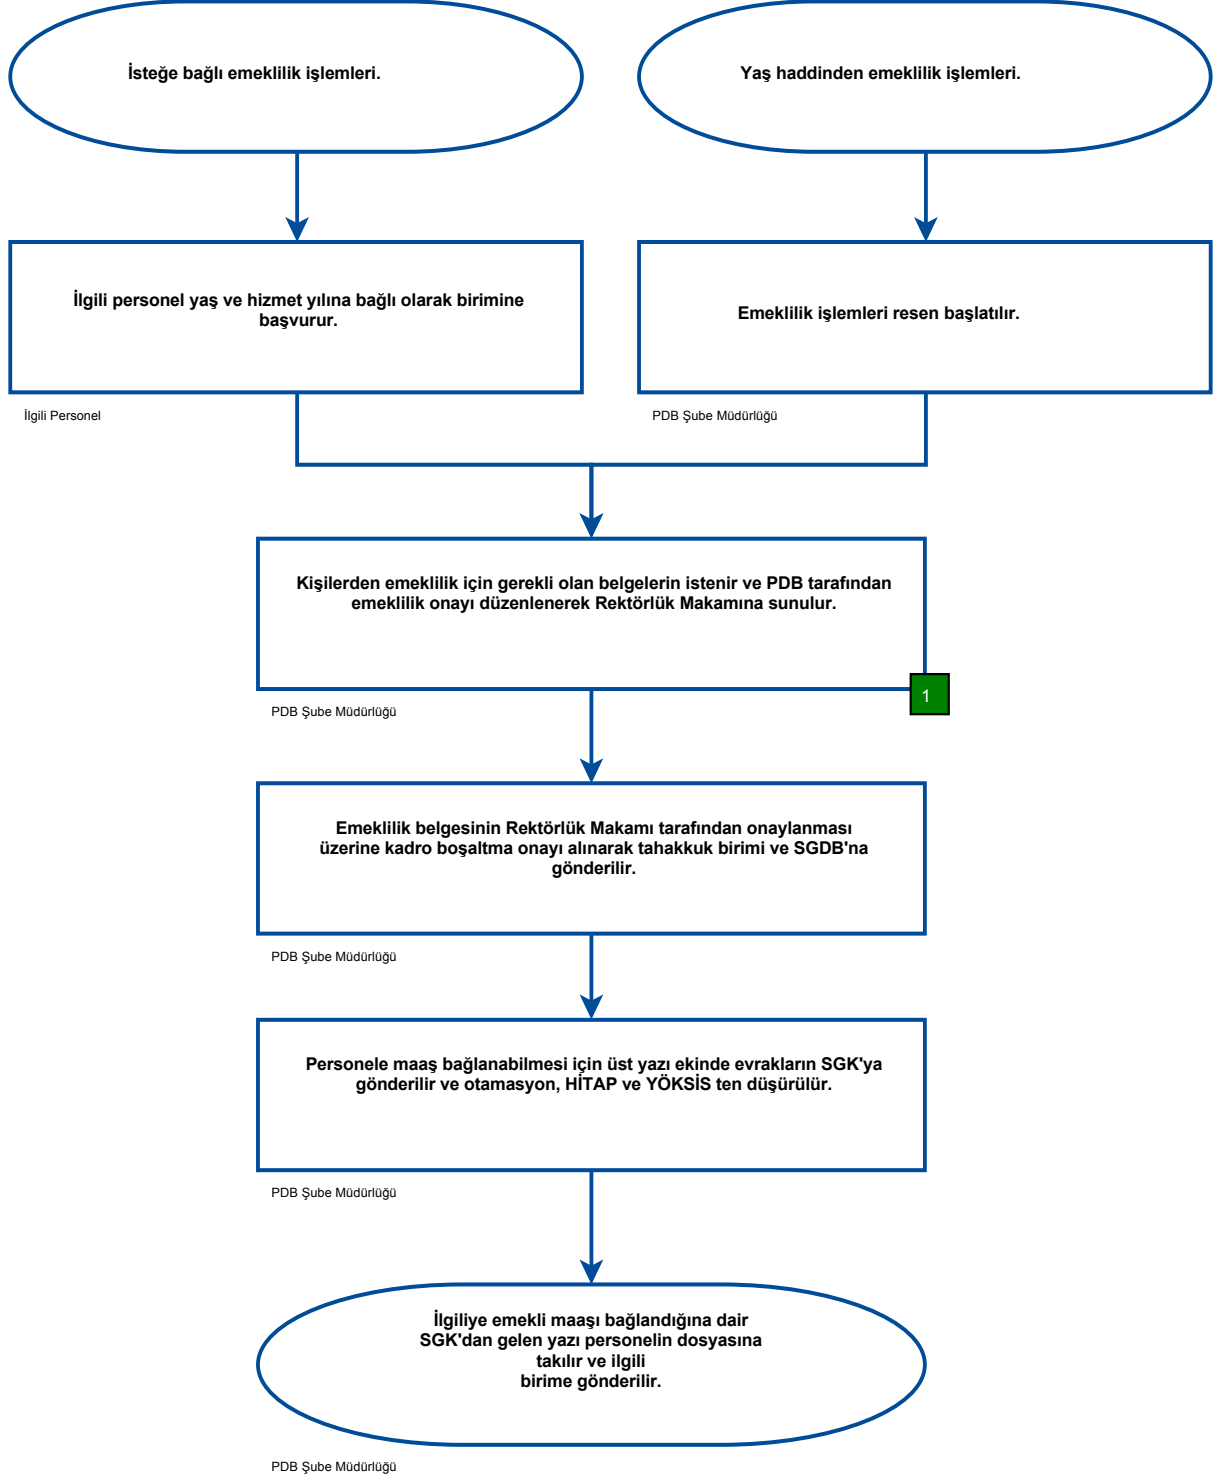 İsteğe bağlı emeklilik işlemleri.
Yaş haddinden emeklilik işlemleri.
İlgili personel yaş ve hizmet yılına bağlı olarak birimine
başvurur.
Emeklilik işlemleri resen başlatılır.
İlgili Personel
PDB Şube Müdürlüğü
Kişilerden emeklilik için gerekli olan belgelerin istenir ve PDB tarafından
emeklilik onayı düzenlenerek Rektörlük Makamına sunulur.
1
PDB Şube Müdürlüğü
Emeklilik belgesinin Rektörlük Makamı tarafından onaylanması
üzerine kadro boşaltma onayı alınarak tahakkuk birimi ve SGDB'na
gönderilir.
PDB Şube Müdürlüğü
Personele maaş bağlanabilmesi için üst yazı ekinde evrakların SGK'ya
gönderilir ve otamasyon, HİTAP ve YÖKSİS ten düşürülür.
PDB Şube Müdürlüğü
İlgiliye emekli maaşı bağlandığına dair
SGK'dan gelen yazı personelin dosyasına
takılır ve ilgili
birime gönderilir.
PDB Şube Müdürlüğü